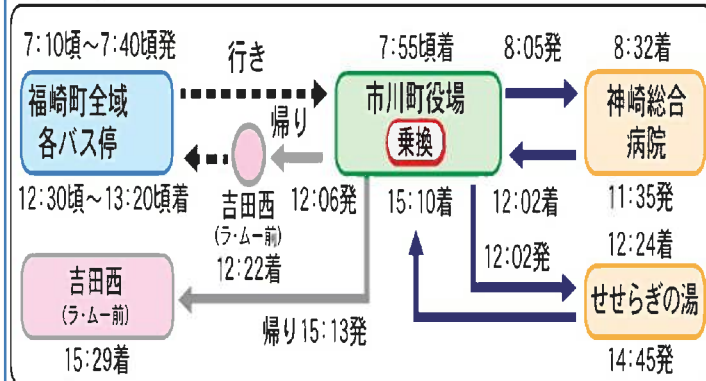 7:10頃～7:40頃発
行き
7:55頃着
8:05発
8:32着
福崎町全域
各バス停
市川町役場
乗換
神崎総合
病院
帰り
12:30頃～13:20頃着
吉田西
(ラ・ムー前)
12:22着
12:06発
15:10着
12:02着
11:35発
12:02発
12:24着
吉田西
(ラ・ムー前)
せせらぎの湯
15:29着
帰り15:13発
14:45発